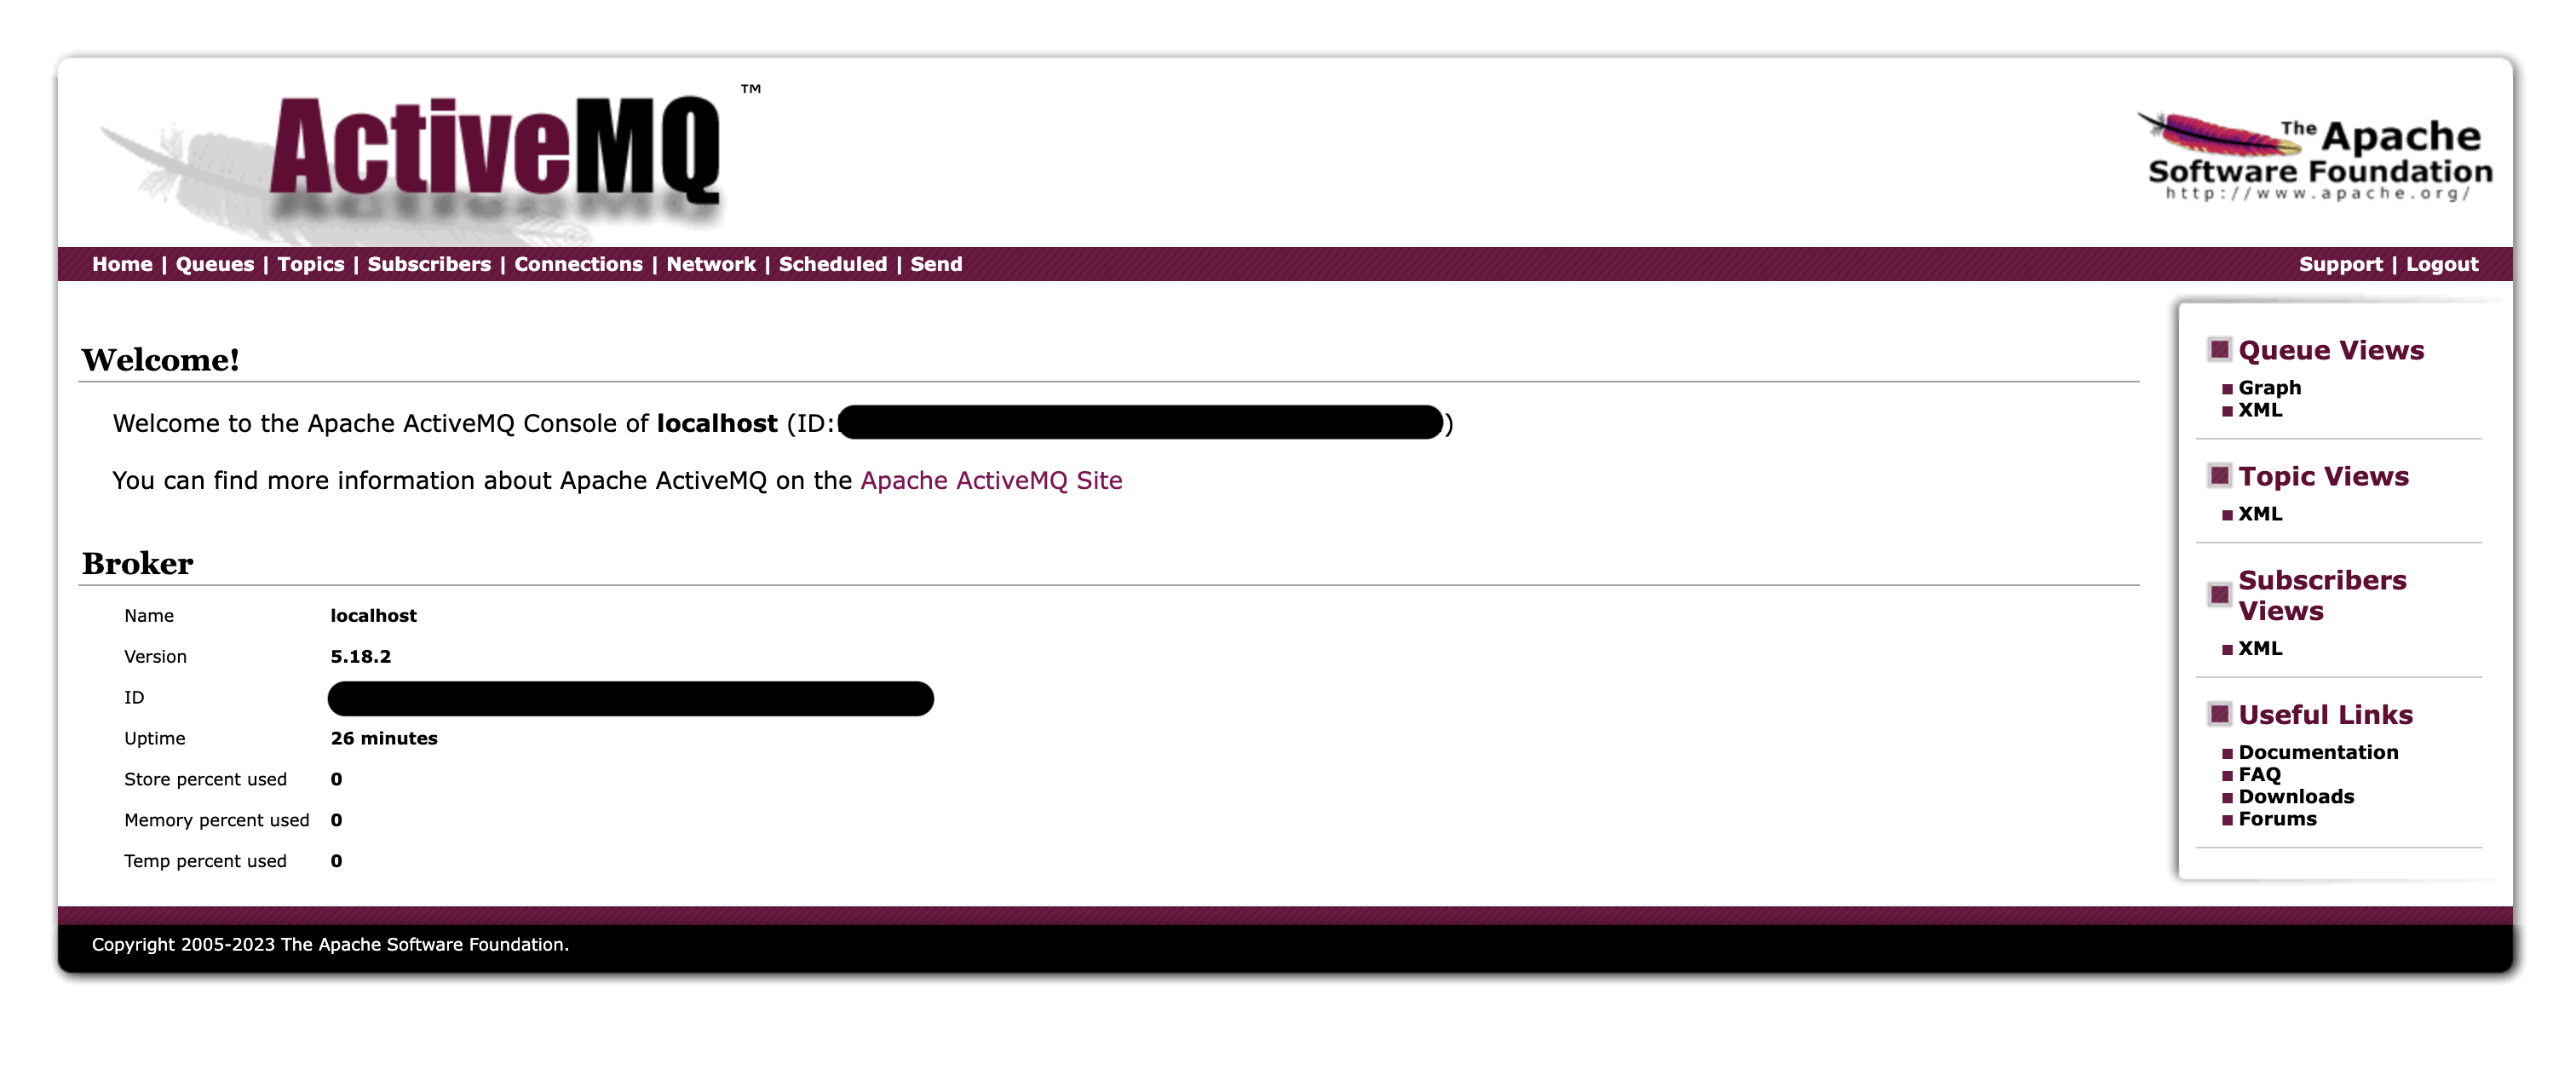 ActiveMQ ™
The Apache
Software Foundation
http://www.apache.org/
Home | Queues | Topics | Subscribers | Connections | Network | Scheduled | Send
Support | Logout
Welcome!
Welcome to the Apache ActiveMQ Console of localhost (ID: )
You can find more information about Apache ActiveMQ on the Apache ActiveMQ Site
Broker
Name localhost
Version 5.18.2
ID
Uptime 26 minutes
Store percent used 0
Memory percent used 0
Temp percent used 0
Queue Views
Graph
XML
Topic Views
XML
Subscribers
Views
XML
Useful Links
Documentation
FAQ
Downloads
Forums
Copyright 2005-2023 The Apache Software Foundation.